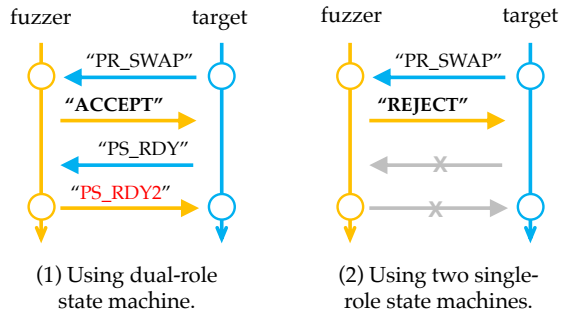 fuzzer target
“PR_SWAP”
“ACCEPT”
“PS_RDY”
“PS_RDY2”
(1) Using dual-role
state machine.
fuzzer target
“PR_SWAP”
“REJECT”
X
X
(2) Using two single-
role state machines.